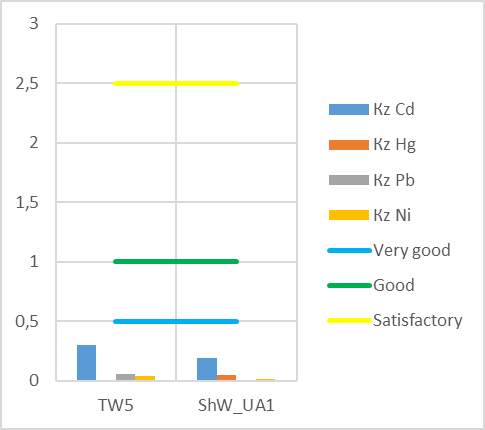 3
2,5
2
1,5
1
0,5
0
TW5
ShW_UA1
Kz Cd
Kz Hg
Kz Pb
Kz Ni
Very good
Good
Satisfactory